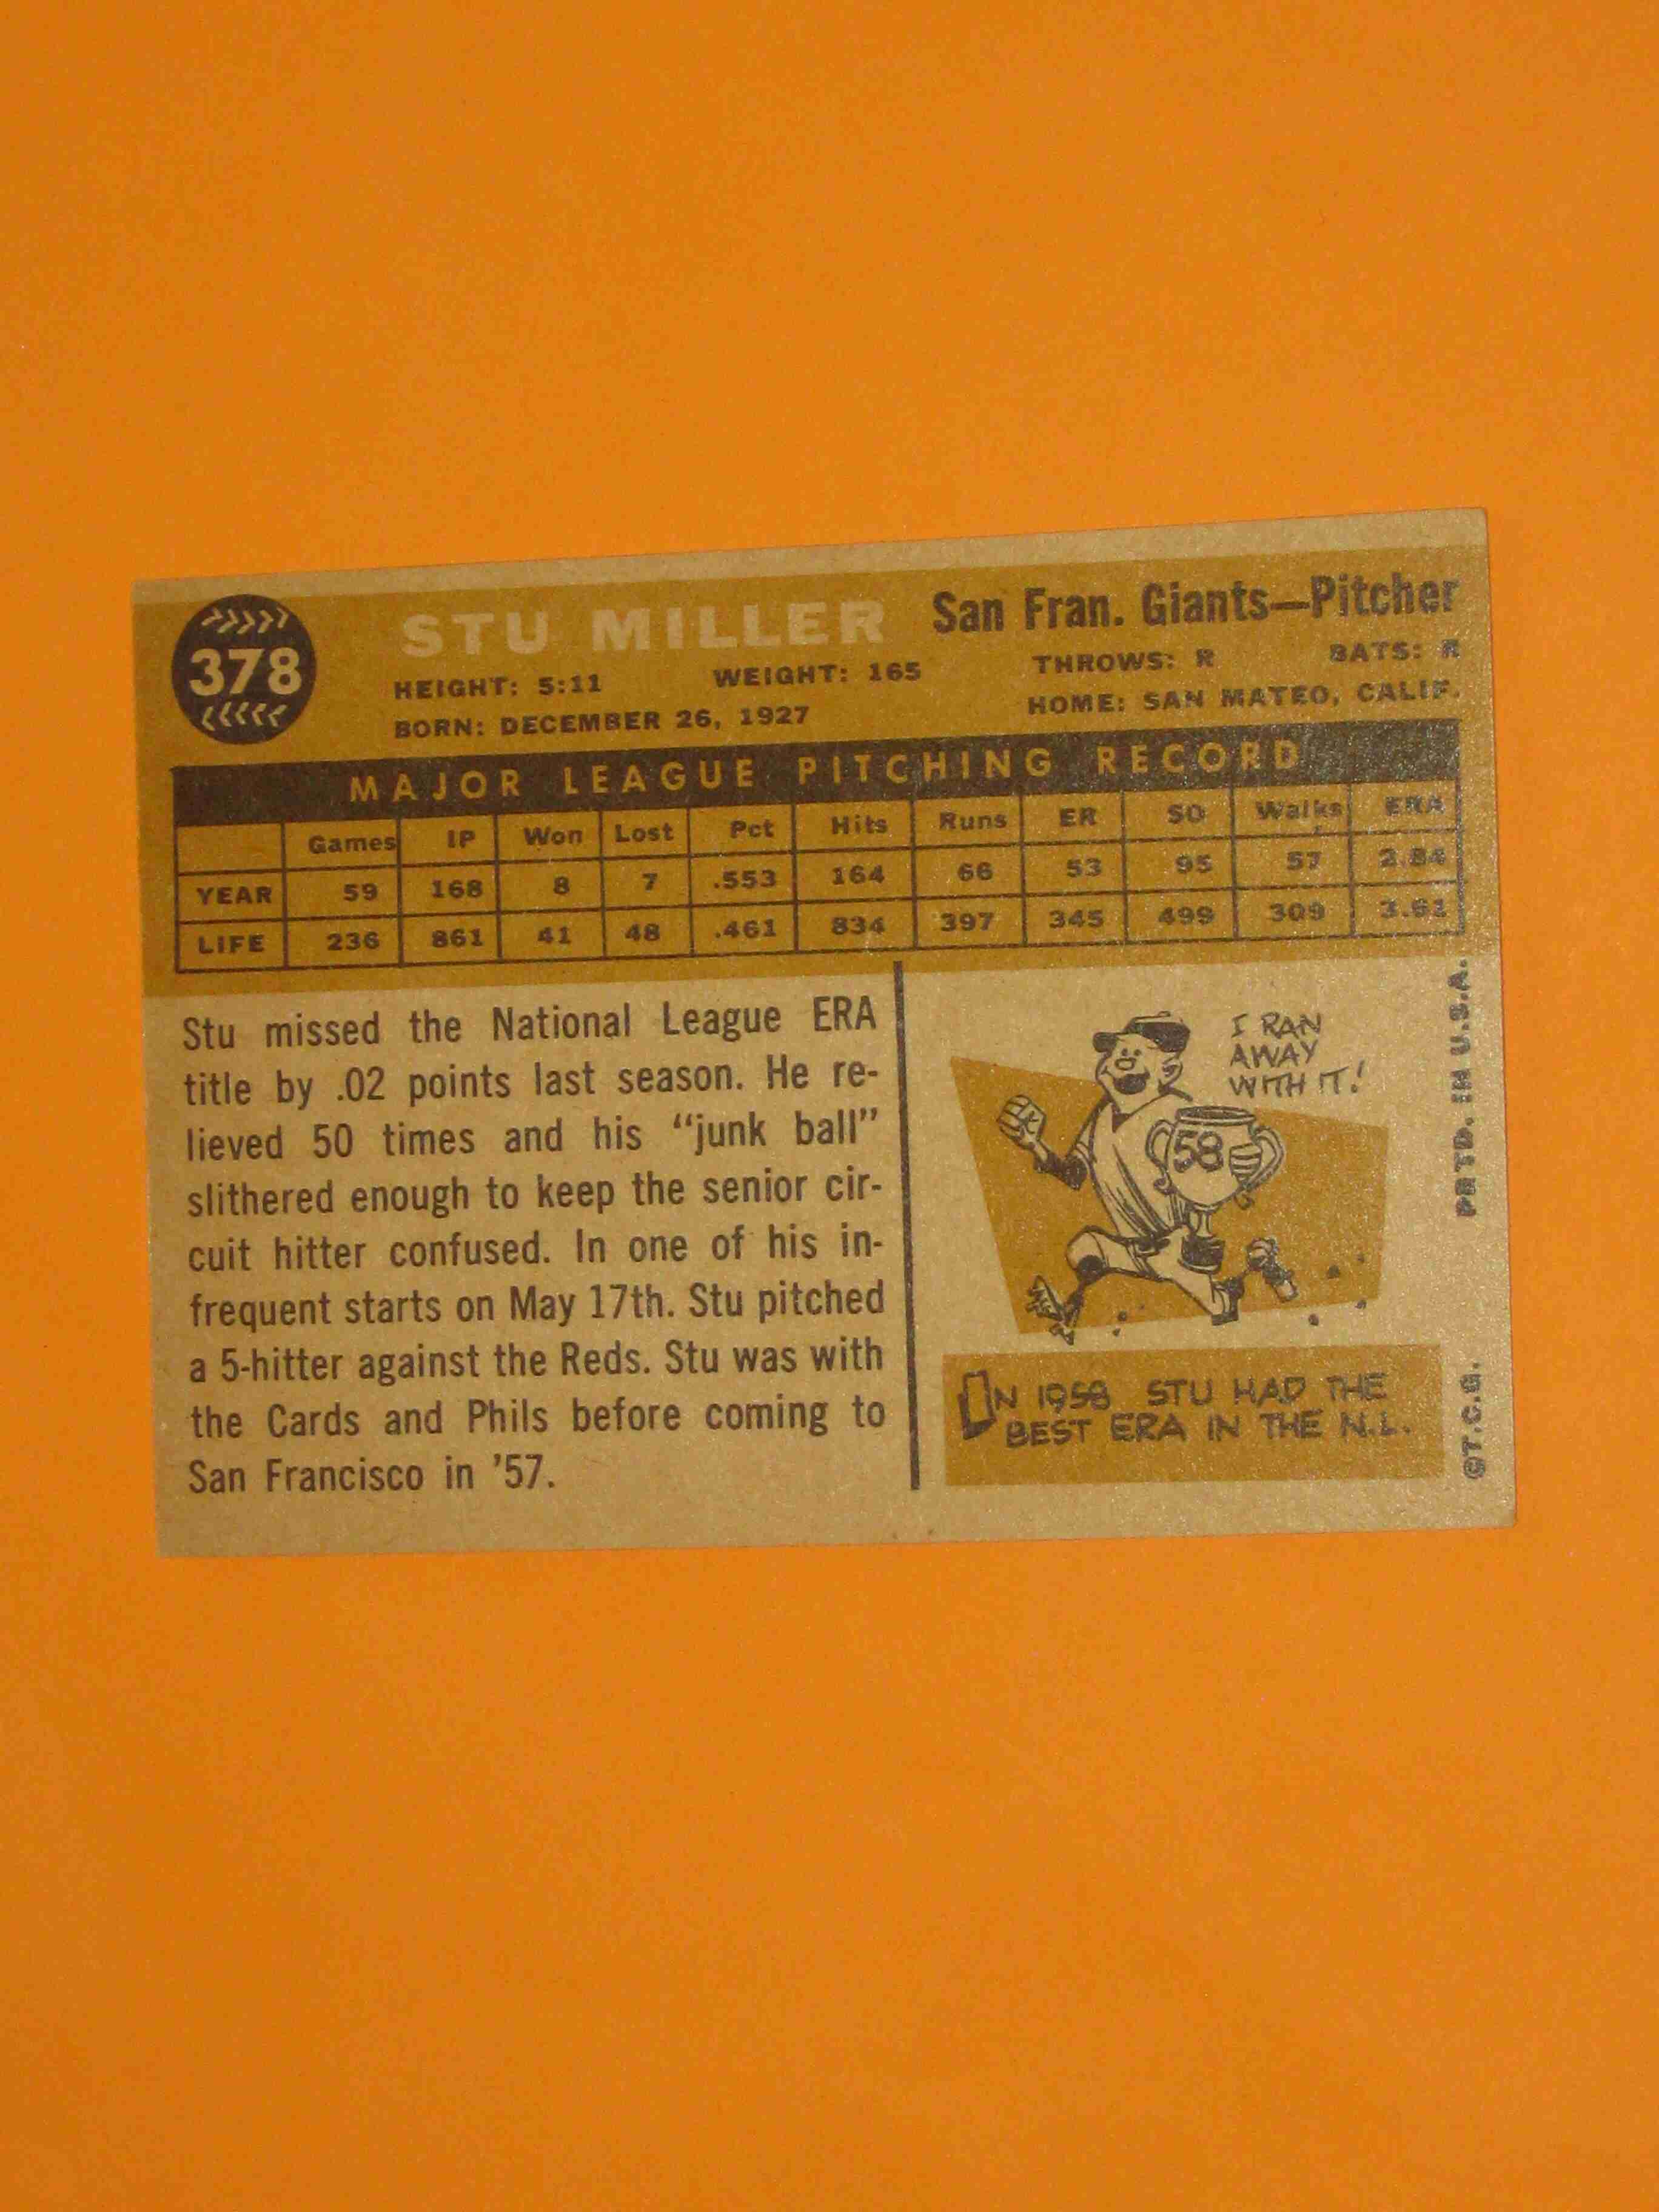 378
STU MILLER San Fran. Giants—Pitcher
HEIGHT: 5:11 WEIGHT: 165 THROWS: R BATS: R
BORN: DECEMBER 26, 1927 HOME: SAN MATEO, CALIF.
MAJOR LEAGUE PITCHING RECORD
Games IP Won Lost Pct Hits Runs ER SO Walks ERA
YEAR 59 168 8 7 .553 164 66 53 95 57 2.84
LIFE 236 861 41 48 .461 834 397 345 499 309 3.61
Stu missed the National League ERA
title by .02 points last season. He re-
lieved 50 times and his “junk ball”
slithered enough to keep the senior cir-
cuit hitter confused. In one of his in-
frequent starts on May 17th. Stu pitched
a 5-hitter against the Reds. Stu was with
the Cards and Phils before coming to
San Francisco in ’57.
I RAN
AWAY
WITH IT!
58
IN 1958 STU HAD THE
BEST ERA IN THE N.L.
©T.C.G. PRTD. IN U.S.A.